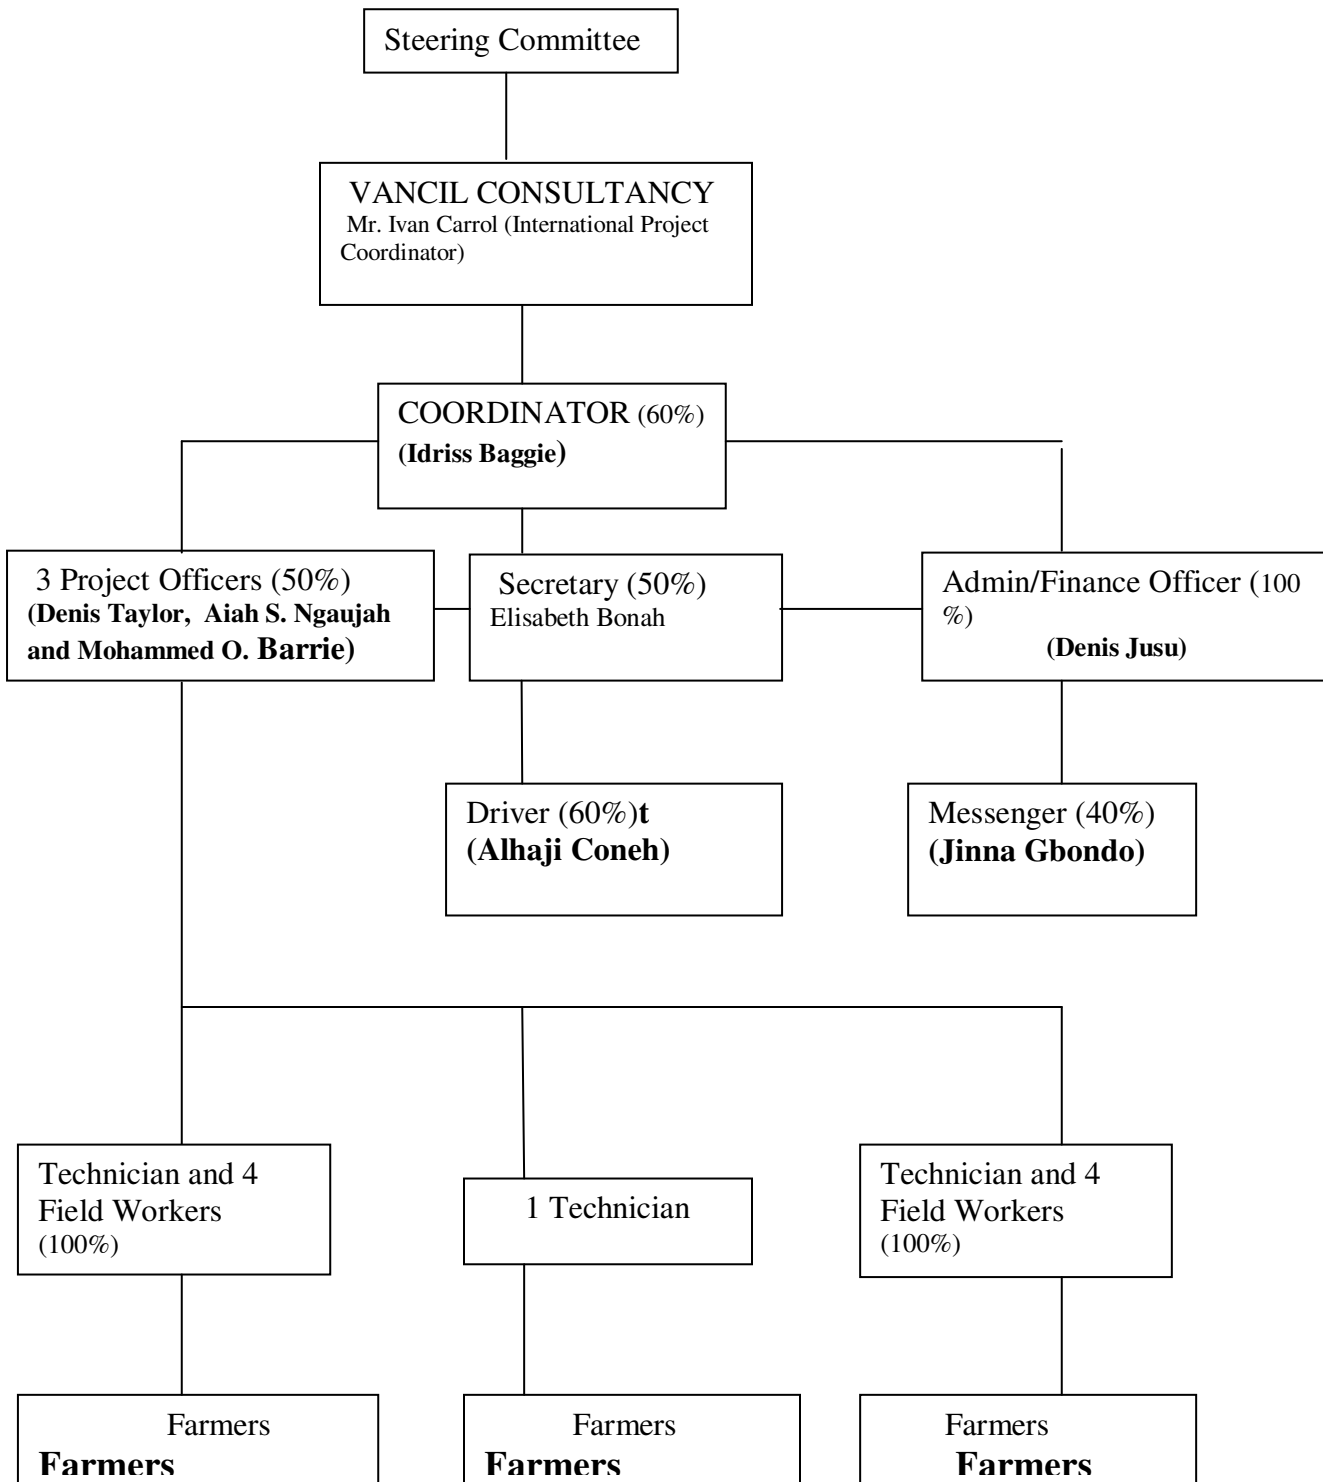 Steering Committee
VANCIL CONSULTANCY
Mr. Ivan Carrol (International Project
Coordinator)
COORDINATOR (60%)
(Idriss Baggie)
3 Project Officers (50%)
(Denis Taylor, Aiah S. Ngaujah
and Mohammed O. Barrie)
Secretary (50%)
Elisabeth Bonah
Admin/Finance Officer (100
%)
(Denis Jusu)
Driver (60%)t
(Alhaji Coneh)
Messenger (40%)
(Jinna Gbondo)
Technician and 4
Field Workers
(100%)
1 Technician
Technician and 4
Field Workers
(100%)
Farmers
Farmers
Farmers
Farmers
Farmers
Farmers